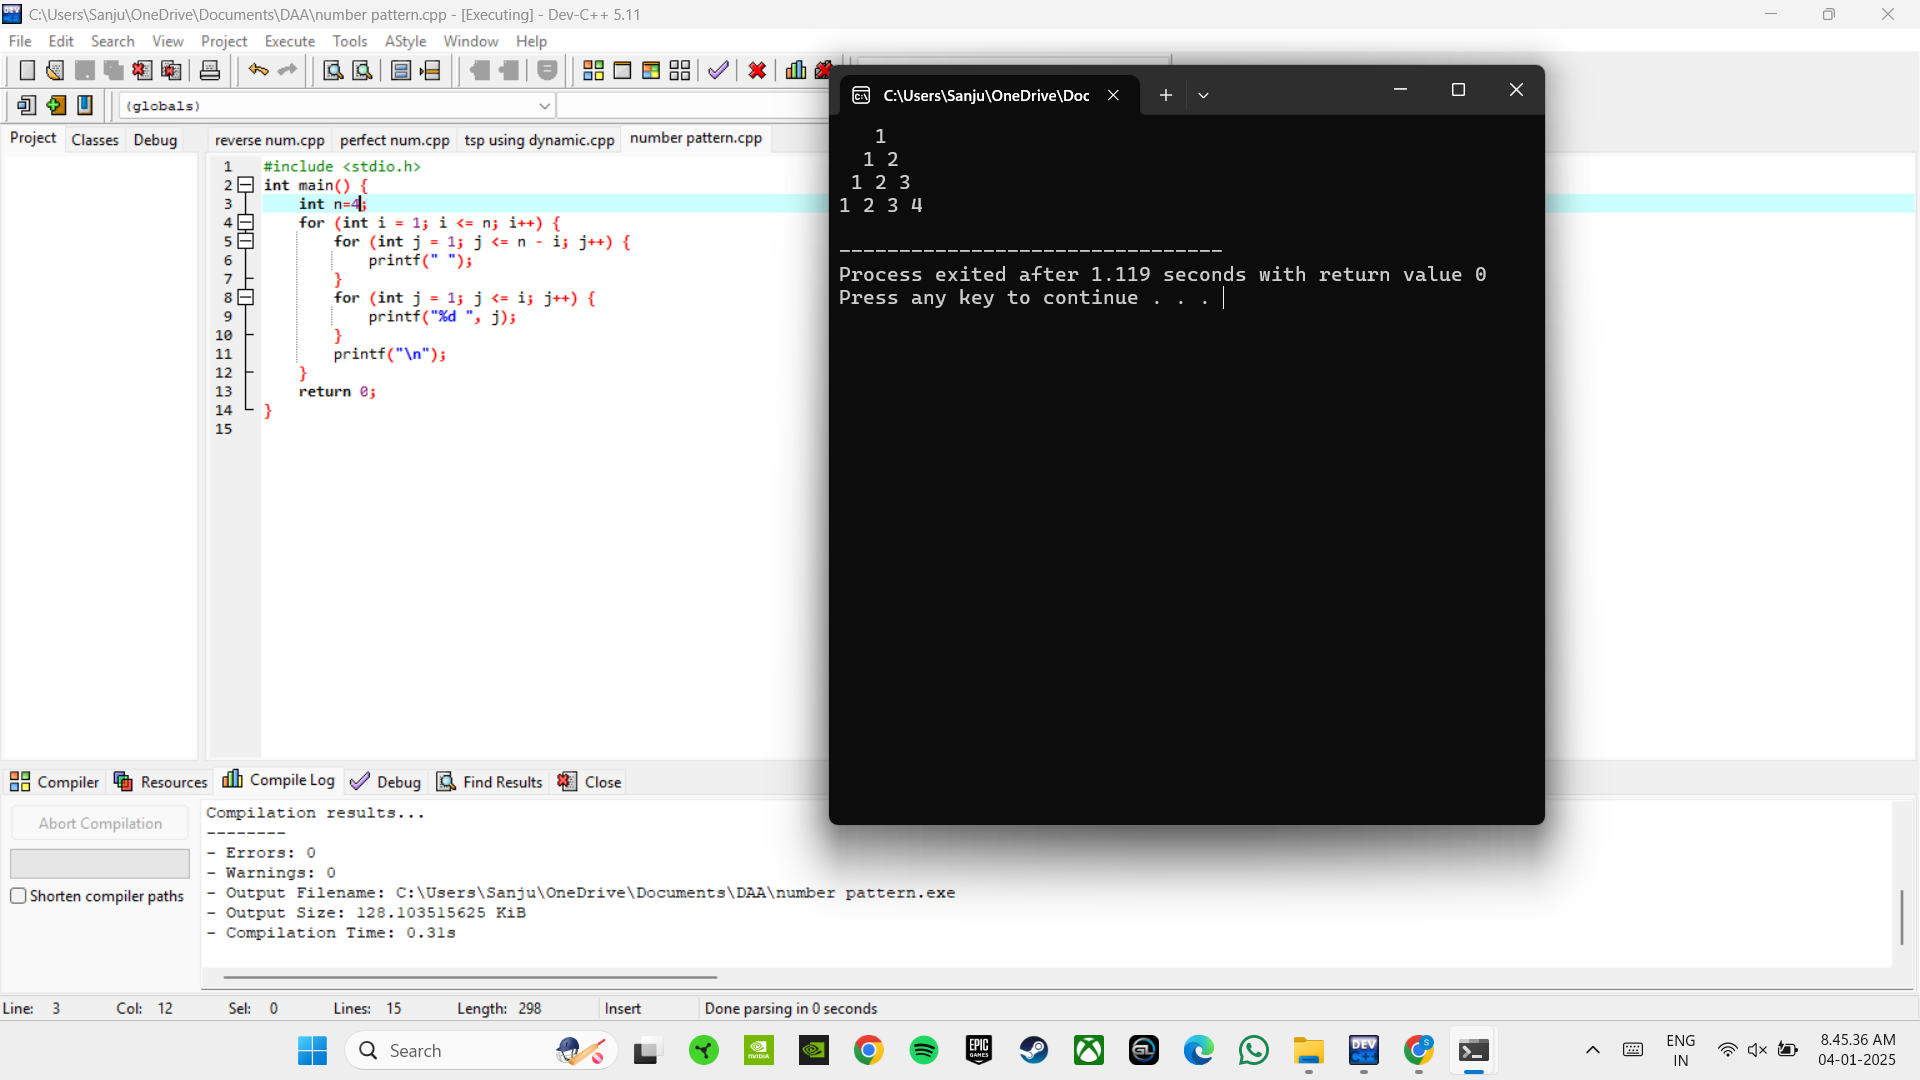 C:\Users\Sanju\OneDrive\Documents\DAA\number pattern.cpp - [Executing] - Dev-C++ 5.11
File Edit Search View Project Execute Tools AStyle Window Help
(globals)
Project Classes Debug
reverse num.cpp perfect num.cpp tsp using dynamic.cpp number pattern.cpp
1 #include <stdio.h>
2 int main() {
3 int n=4;
4 for (int i = 1; i <= n; i++) {
5 for (int j = 1; j <= n - i; j++) {
6 printf(" ");
7 }
8 for (int j = 1; j <= i; j++) {
9 printf("%d ", j);
10 }
11 printf("\n");
12 }
13 return 0;
14 }
15
C:\Users\Sanju\OneDrive\Doc
1
1 2
1 2 3
1 2 3 4
--------------------------------
Process exited after 1.119 seconds with return value 0
Press any key to continue . . .
Compiler Resources Compile Log Debug Find Results Close
Abort Compilation
Shorten compiler paths
Compilation results...
--------
- Errors: 0
- Warnings: 0
- Output Filename: C:\Users\Sanju\OneDrive\Documents\DAA\number pattern.exe
- Output Size: 128.103515625 KiB
- Compilation Time: 0.31s
Line: 3 Col: 12 Sel: 0 Lines: 15 Length: 298 Insert Done parsing in 0 seconds
Search
NVIDIA
EPIC GAMES
DEV
ENG
IN
8.45.36 AM
04-01-2025